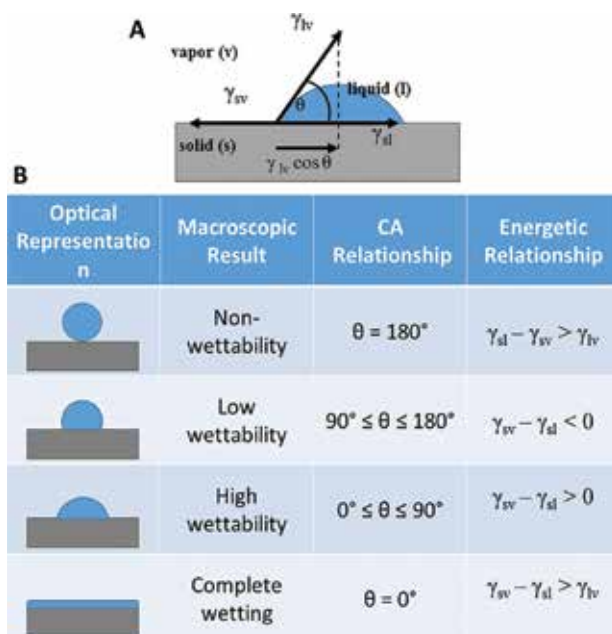 A
γlv
vapor (v)
γsv
θ
liquid (l)
solid (s)
γsl
γ lv cos θ
B
Optical
Representatio
n
Macroscopic
Result
CA
Relationship
Energetic
Relationship
Non-
wettability
θ = 180°
γsl – γsv > γlv
Low
wettability
90° ≤ θ ≤ 180°
γsv – γsl < 0
High
wettability
0° ≤ θ ≤ 90°
γsv – γsl > 0
Complete
wetting
θ = 0°
γsv – γsl > γlv